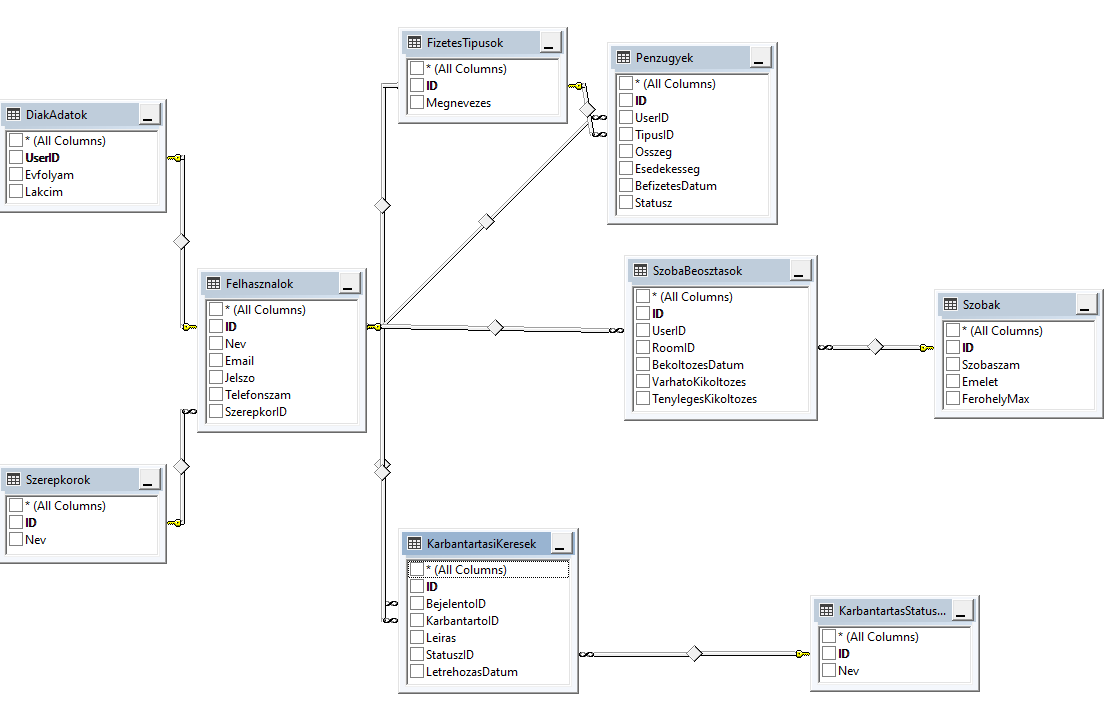 FizetesTipusok
* (All Columns)
ID
Megnevezes
Penzugyek
* (All Columns)
ID
UserID
TipusID
Osszeg
Esedekesseg
BefizetesDatum
Statusz
DiakAdatok
* (All Columns)
UserID
Evfolyam
Lakcim
Felhasznalok
* (All Columns)
ID
Nev
Email
Jelszo
Telefonszam
SzerepkorID
SzobaBeosztasok
* (All Columns)
ID
UserID
RoomID
BekoltozesDatum
VarhatoKikoltozes
TenylegesKikoltozes
Szobak
* (All Columns)
ID
Szobaszam
Emelet
FerohelyMax
Szerepkorok
* (All Columns)
ID
Nev
KarbantartasiKeresek
* (All Columns)
ID
BejelentoID
KarbantartoID
Leiras
StatuszID
LetrehozasDatum
KarbantartasStatus...
* (All Columns)
ID
Nev